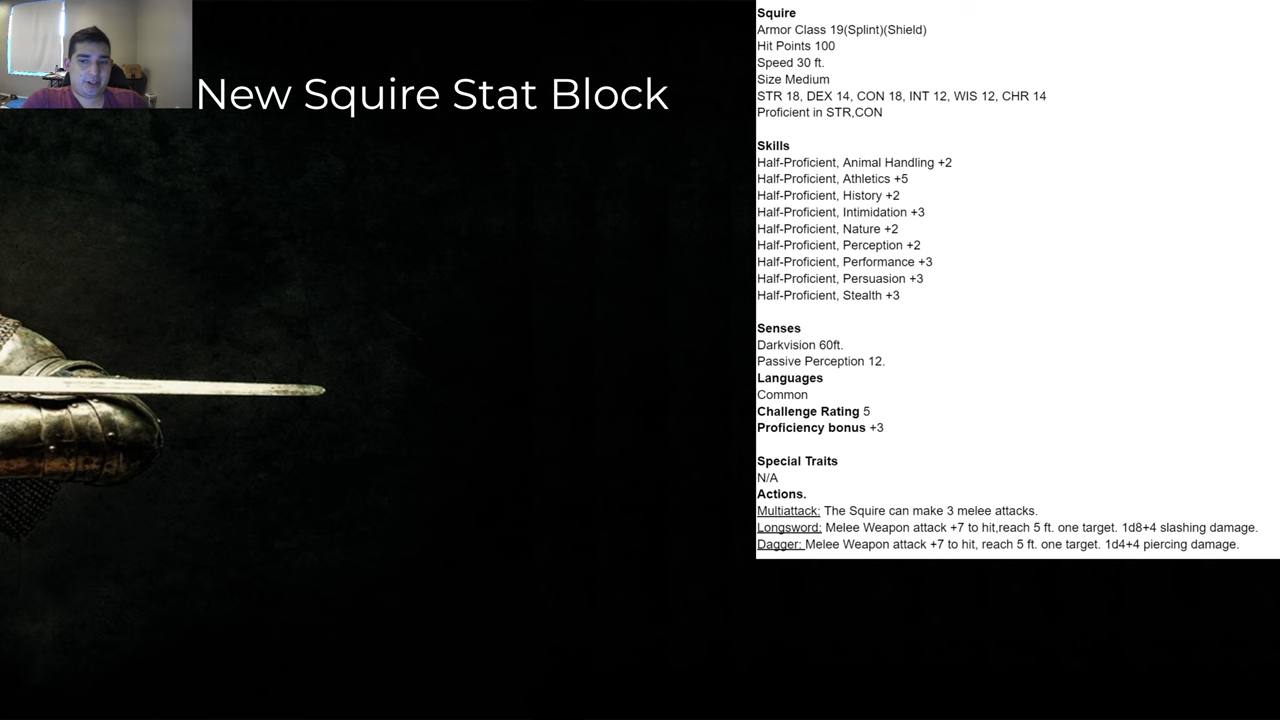 New Squire Stat Block
Squire
Armor Class 19(Splint)(Shield)
Hit Points 100
Speed 30 ft.
Size Medium
STR 18, DEX 14, CON 18, INT 12, WIS 12, CHR 14
Proficient in STR,CON
Skills
Half-Proficient, Animal Handling +2
Half-Proficient, Athletics +5
Half-Proficient, History +2
Half-Proficient, Intimidation +3
Half-Proficient, Nature +2
Half-Proficient, Perception +2
Half-Proficient, Performance +3
Half-Proficient, Persuasion +3
Half-Proficient, Stealth +3
Senses
Darkvision 60ft.
Passive Perception 12.
Languages
Common
Challenge Rating 5
Proficiency bonus +3
Special Traits
N/A
Actions.
Multiattack: The Squire can make 3 melee attacks.
Longsword: Melee Weapon attack +7 to hit,reach 5 ft. one target. 1d8+4 slashing damage.
Dagger: Melee Weapon attack +7 to hit, reach 5 ft. one target. 1d4+4 piercing damage.